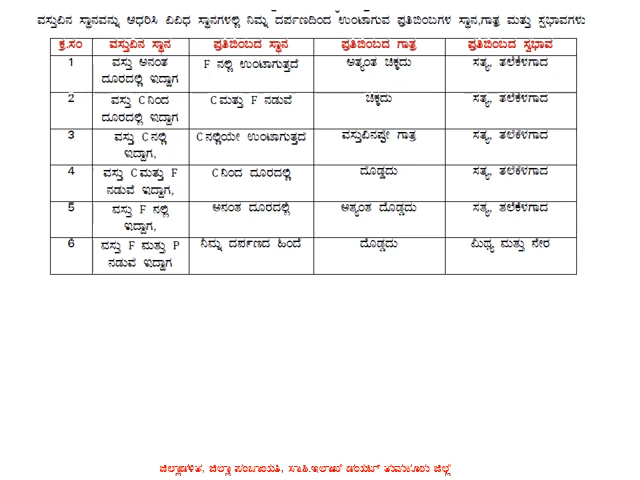 ವಸ್ತುವಿನ ಸ್ಥಾನವನ್ನು ಆಧರಿಸಿ ವಿವಿಧ ಸ್ಥಾನಗಳಲ್ಲಿ ನಿಮ್ನ ದರ್ಪಣದಿಂದ ಉಂಟಾಗುವ ಪ್ರತಿಬಿಂಬಗಳ ಸ್ಥಾನ,ಗಾತ್ರ ಮತ್ತು ಸ್ವಭಾವಗಳು
ಕ್ರ.ಸಂ ವಸ್ತುವಿನ ಸ್ಥಾನ ಪ್ರತಿಬಿಂಬದ ಸ್ಥಾನ ಪ್ರತಿಬಿಂಬದ ಗಾತ್ರ ಪ್ರತಿಬಿಂಬದ ಸ್ವಭಾವ
1 ವಸ್ತು ಅನಂತ F ನಲ್ಲಿ ಉಂಟಾಗುತ್ತದೆ ಅತ್ಯಂತ ಚಿಕ್ಕದು ಸತ್ಯ, ತಲೆಕೆಳಗಾದ
ದೂರದಲ್ಲಿ ಇದ್ದಾಗ
2 ವಸ್ತು C ನಿಂದ C ಮತ್ತು F ನಡುವೆ ಚಿಕ್ಕದು ಸತ್ಯ, ತಲೆಕೆಳಗಾದ
ದೂರದಲ್ಲಿ ಇದ್ದಾಗ
3 ವಸ್ತು C ನಲ್ಲಿ C ನಲ್ಲಿಯೇ ಉಂಟಾಗುತ್ತದೆ ವಸ್ತುವಿನಷ್ಟೇ ಗಾತ್ರ ಸತ್ಯ, ತಲೆಕೆಳಗಾದ
ಇದ್ದಾಗ,
4 ವಸ್ತು C ಮತ್ತು F C ನಿಂದ ದೂರದಲ್ಲಿ ದೊಡ್ಡದು ಸತ್ಯ, ತಲೆಕೆಳಗಾದ
ನಡುವೆ ಇದ್ದಾಗ,
5 ವಸ್ತು F ನಲ್ಲಿ ಅನಂತ ದೂರದಲ್ಲಿ ಅತ್ಯಂತ ದೊಡ್ಡದು ಸತ್ಯ, ತಲೆಕೆಳಗಾದ
ಇದ್ದಾಗ,
6 ವಸ್ತು F ಮತ್ತು P ನಿಮ್ನ ದರ್ಪಣದ ಹಿಂದೆ ದೊಡ್ಡದು ಮಿಥ್ಯ ಮತ್ತು ನೇರ
ನಡುವೆ ಇದ್ದಾಗ
ಜಿಲ್ಲಾಡಳಿತ, ಜಿಲ್ಲಾ ಪಂಚಾಯತಿ, ಸಾ.ಶಿ.ಇಲಾಖೆ ಡಯಟ್ ತುಮಕೂರು ಜಿಲ್ಲೆ